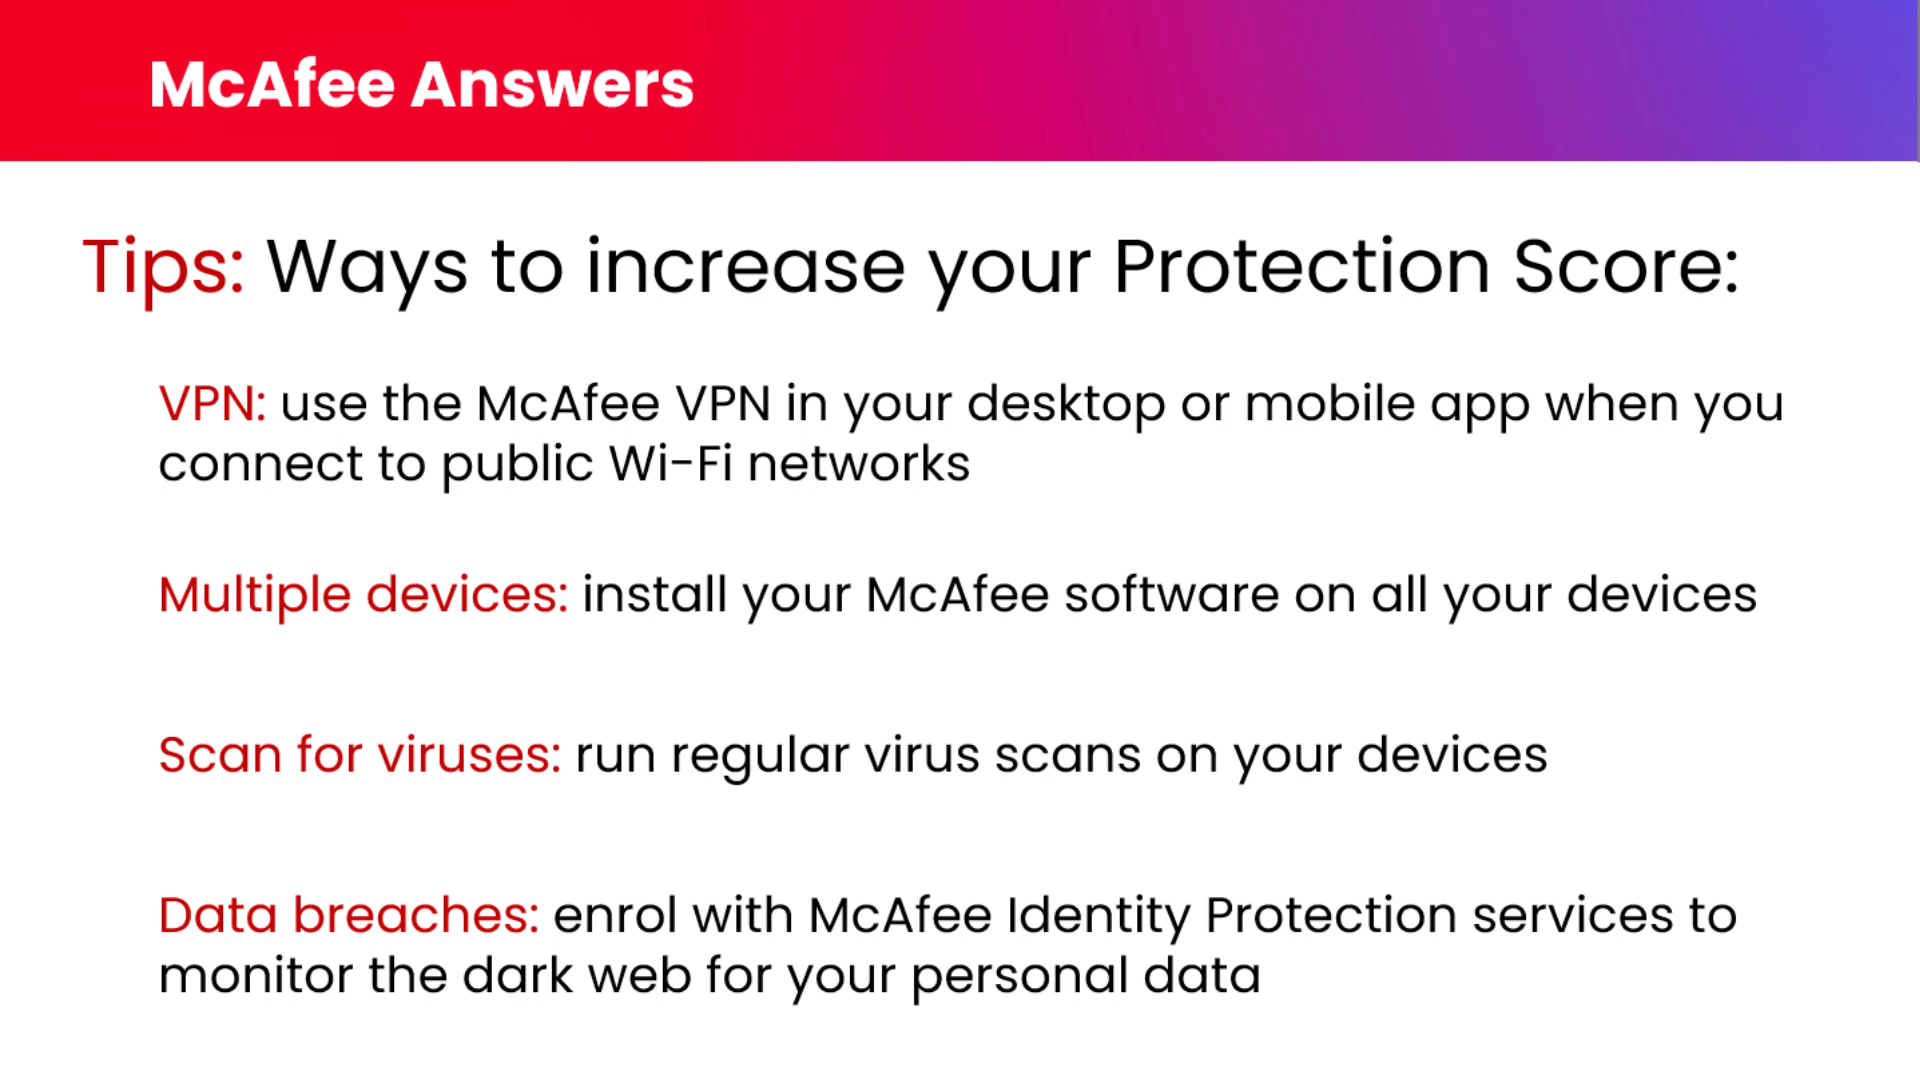 McAfee Answers
Tips: Ways to increase your Protection Score:
VPN: use the McAfee VPN in your desktop or mobile app when you
connect to public Wi-Fi networks
Multiple devices: install your McAfee software on all your devices
Scan for viruses: run regular virus scans on your devices
Data breaches: enrol with McAfee Identity Protection services to
monitor the dark web for your personal data